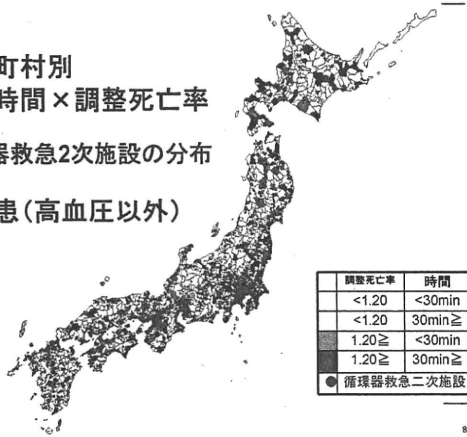 町村別
時間×調整死亡率
器救急2次施設の分布
患(高血圧以外)
調整死亡率 時間
<1.20 <30min
<1.20 30min≧
1.20≧ <30min
1.20≧ 30min≧
循環器救急二次施設
8